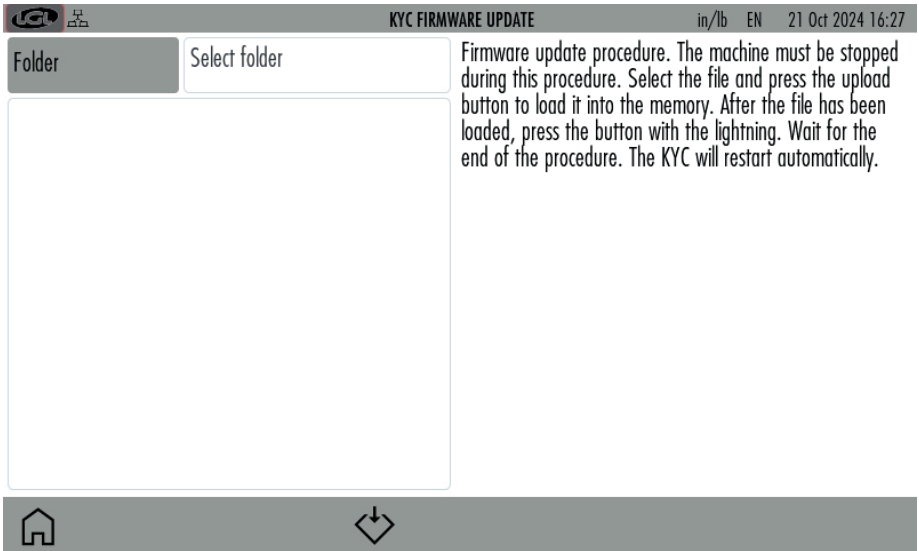 LGL
KYC FIRMWARE UPDATE
in/lb EN 21 Oct 2024 16:27
Folder
Select folder
Firmware update procedure. The machine must be stopped
during this procedure. Select the file and press the upload
button to load it into the memory. After the file has been
loaded, press the button with the lightning. Wait for the
end of the procedure. The KYC will restart automatically.